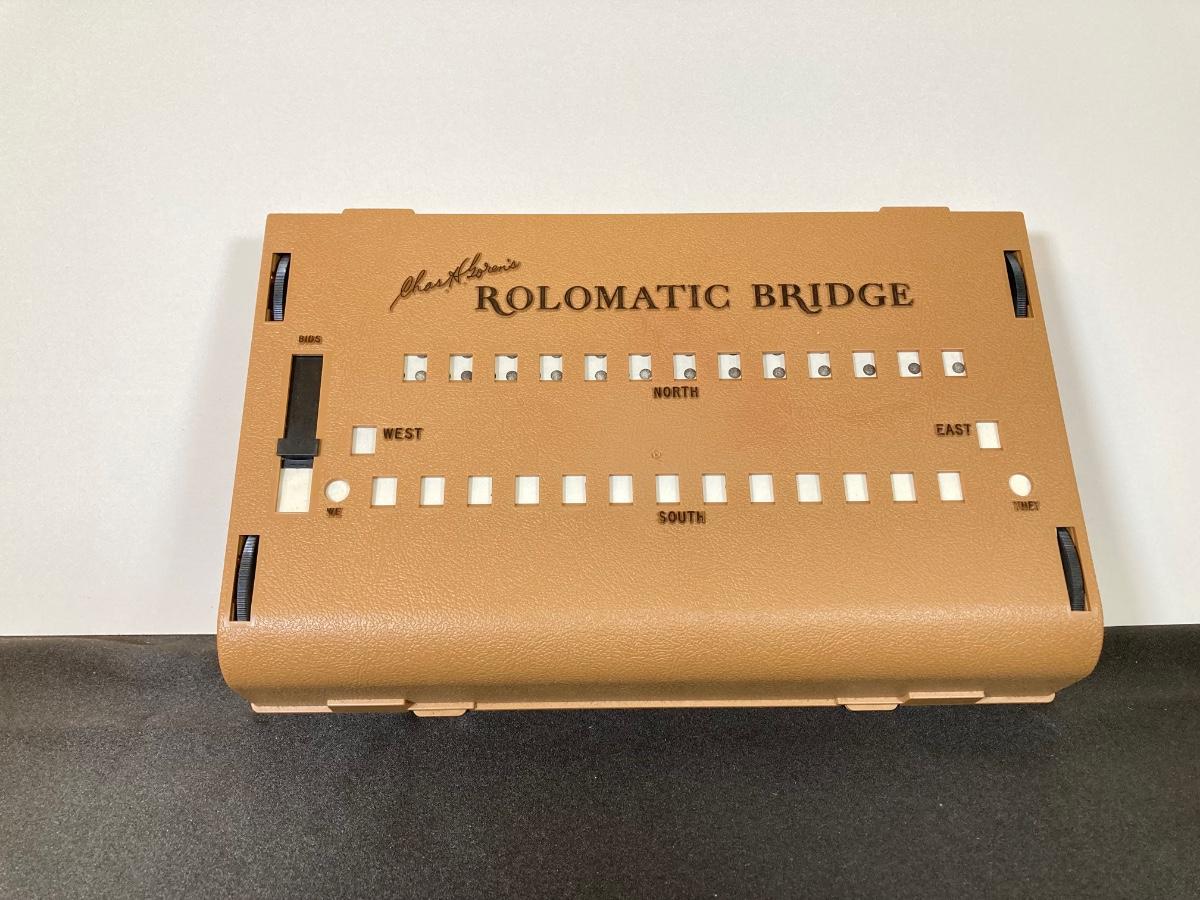 Chas. H. Goren's
ROLOMATIC BRIDGE
BIDS
NORTH
WEST
EAST
WE
THEY
SOUTH